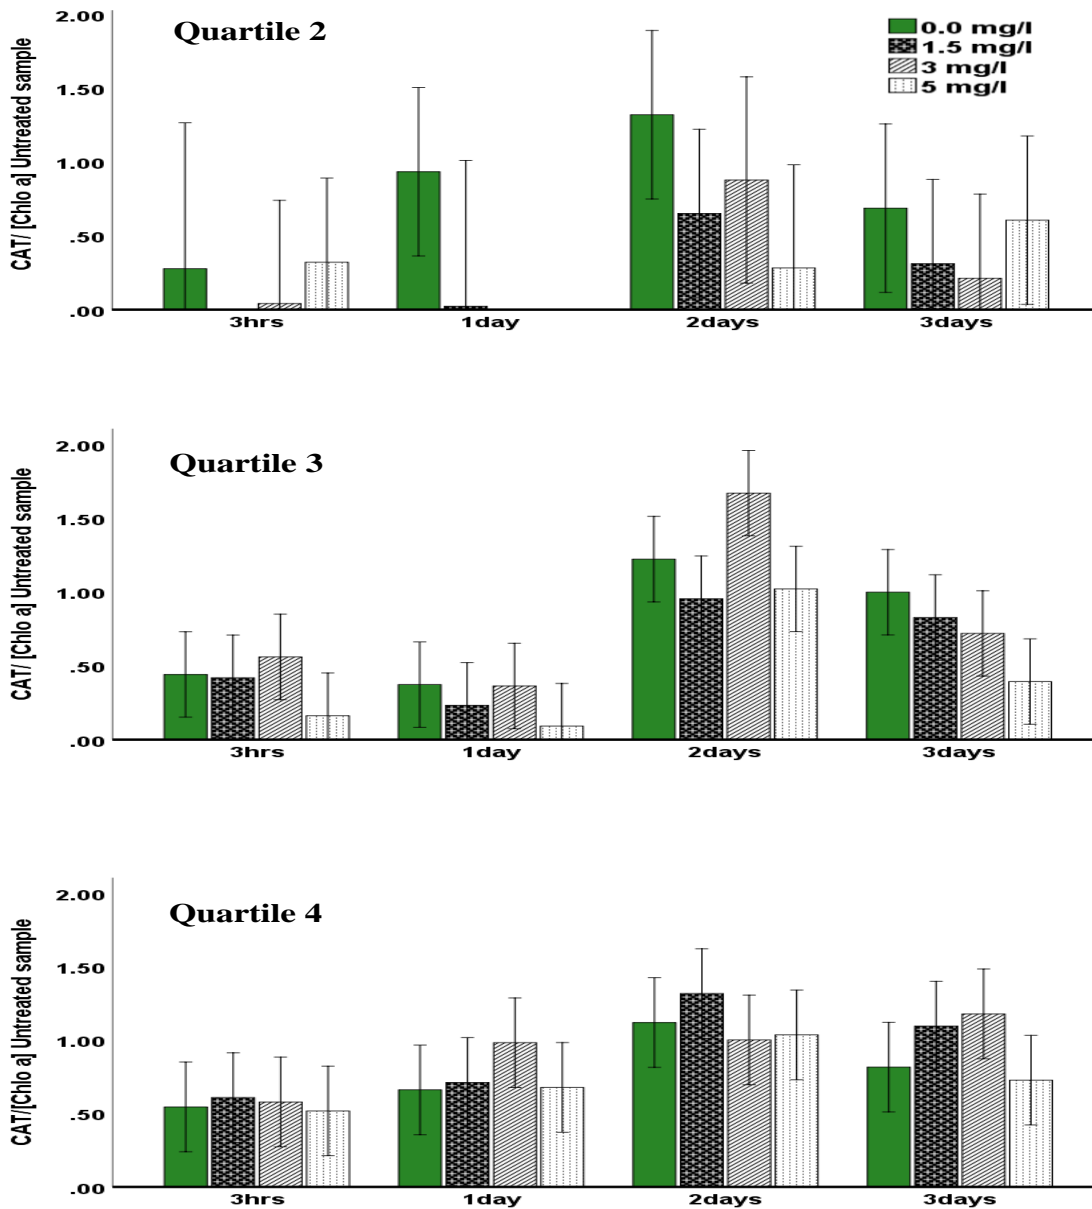 Quartile 2
0.0 mg/l
1.5 mg/l
3 mg/l
5 mg/l
CAT/ [Chlo a] Untreated sample
2.00
1.50
1.00
.50
.00
3hrs 1day 2days 3days
Quartile 3
CAT/ [Chlo a] Untreated sample
2.00
1.50
1.00
.50
.00
3hrs 1day 2days 3days
Quartile 4
CAT/[Chlo a] Untreated sample
2.00
1.50
1.00
.50
.00
3hrs 1day 2days 3days